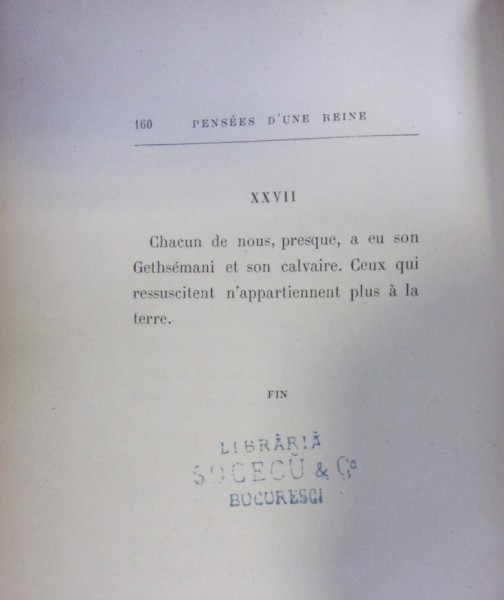 160 PENSÉES D'UNE REINE
XXVII
Chacun de nous, presque, a eu son
Gethsémani et son calvaire. Ceux qui
ressuscitent n'appartiennent plus à la
terre.
FIN
LIBRĂRIĂ
SOCECŬ & Cº
BUCURESCI